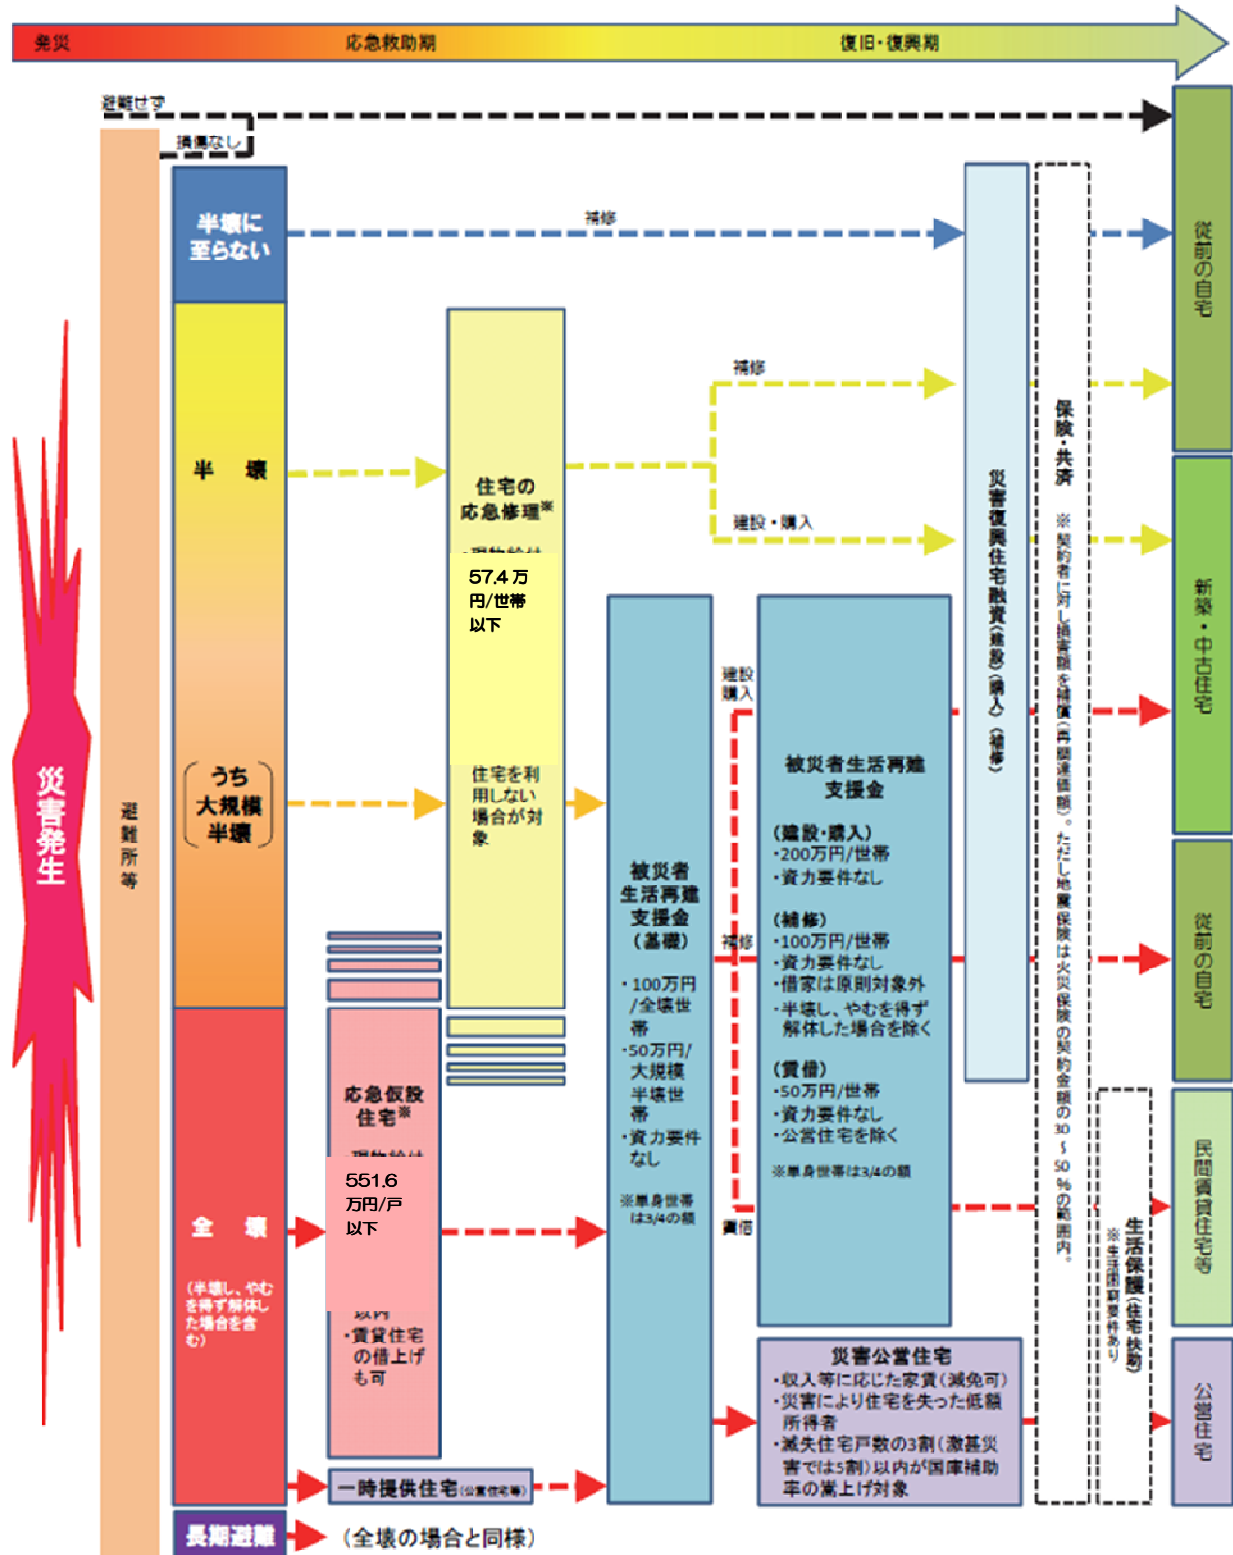 発災
応急救助期
復旧・復興期
避難せず
損傷なし
災害発生
避難所等
半壊に
至らない
補修
半 壊
うち
大規模
半壊
全 壊
(半壊し、やむ
を得ず解体し
た場合を含
む)
長期避難
(全壊の場合と同様)
住宅の
応急修理※
57.4 万
円/世帯
以下
住宅を利
用しない
場合が対
象
応急仮設
住宅※
551.6
万円/戸
以下
・賃貸住宅
の借上げ
も可
一時提供住宅(公営住宅等)
被災者
生活再建
支援金
(基礎)
・100万円
/全壊世
帯
・50万円/
大規模
半壊世
帯
・資力要件
なし
※単身世帯
は3/4の額
補修
建設・購入
建設
購入
補修
賃借
被災者生活再建
支援金
(建設・購入)
・200万円/世帯
・資力要件なし
(補修)
・100万円/世帯
・資力要件なし
・借家は原則対象外
・半壊し、やむを得ず
解体した場合を除く
(賃借)
・50万円/世帯
・資力要件なし
・公営住宅を除く
※単身世帯は3/4の額
災害公営住宅
・収入等に応じた家賃(減免可)
・災害により住宅を失った低額
所得者
・滅失住宅戸数の3割(激甚災
害では5割)以内が国庫補助
率の嵩上げ対象
災害復興住宅融資(建設)(購入)(補修)
保険・共済 ※契約者に対し損害額を補償(再調達価額)。ただし地震保険は火災保険の契約金額の30~50%の範囲内。
生活保護(住宅扶助)
※生活困窮要件あり
従前の自宅
新築・中古住宅
従前の自宅
民間賃貸住宅等
公営住宅